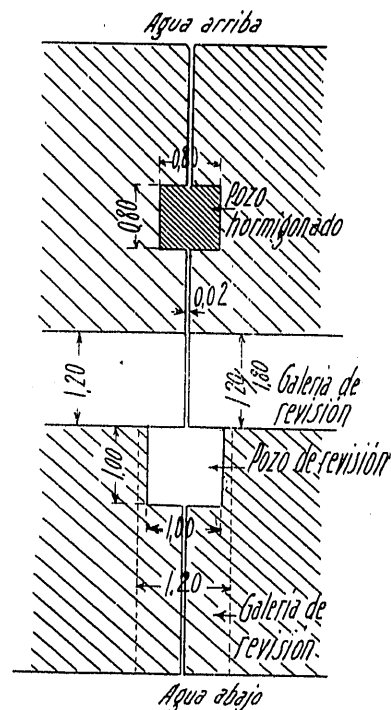 Agua arriba
0,80
Pozo
hormigonado
0,80
0,02
1,20
1,20
1,80
Galería de
revisión
1,00
Pozo de revisión
1,00
1,20
Galería de
revisión
Agua abajo